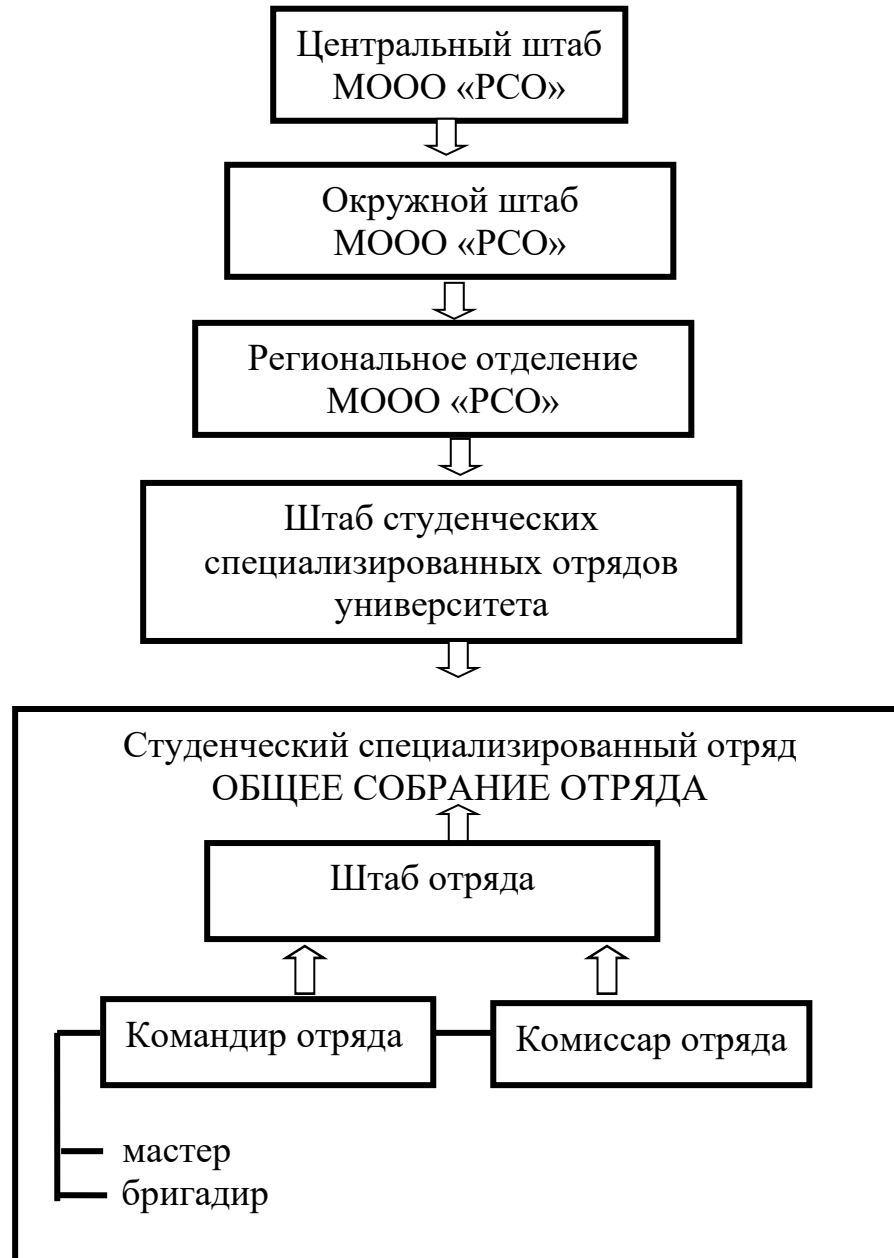 Центральный штаб
МООО «РСО»
Окружной штаб
МООО «РСО»
Региональное отделение
МООО «РСО»
Штаб студенческих
специализированных отрядов
университета
Студенческий специализированный отряд
ОБЩЕЕ СОБРАНИЕ ОТРЯДА
Штаб отряда
Командир отряда
Комиссар отряда
мастер
бригадир